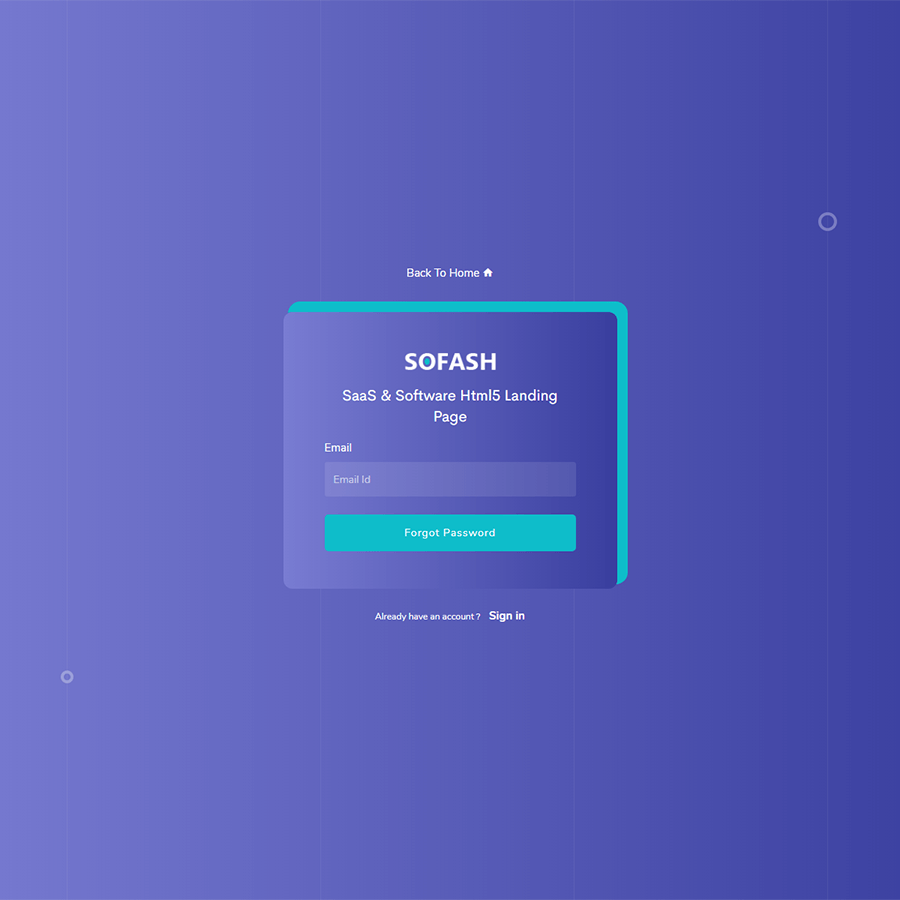 Back To Home
SOFASH
SaaS & Software Html5 Landing
Page
Email
Email Id
Forgot Password
Already have an account ? Sign in